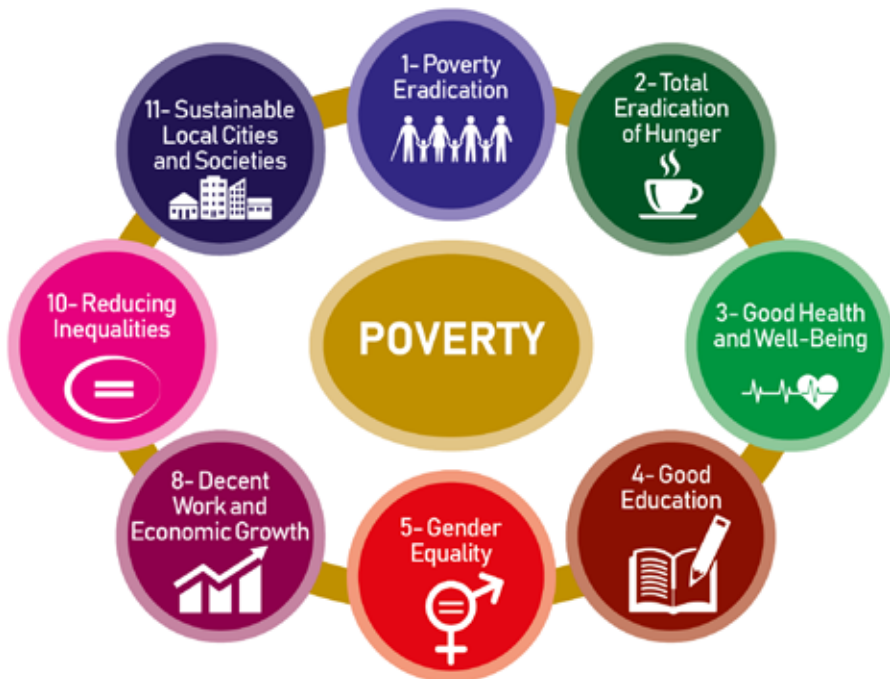 1- Poverty
Eradication
2- Total
Eradication
of Hunger
3- Good Health
and Well-Being
4- Good
Education
5- Gender
Equality
8- Decent
Work and
Economic Growth
10- Reducing
Inequalities
11- Sustainable
Local Cities
and Societies
POVERTY